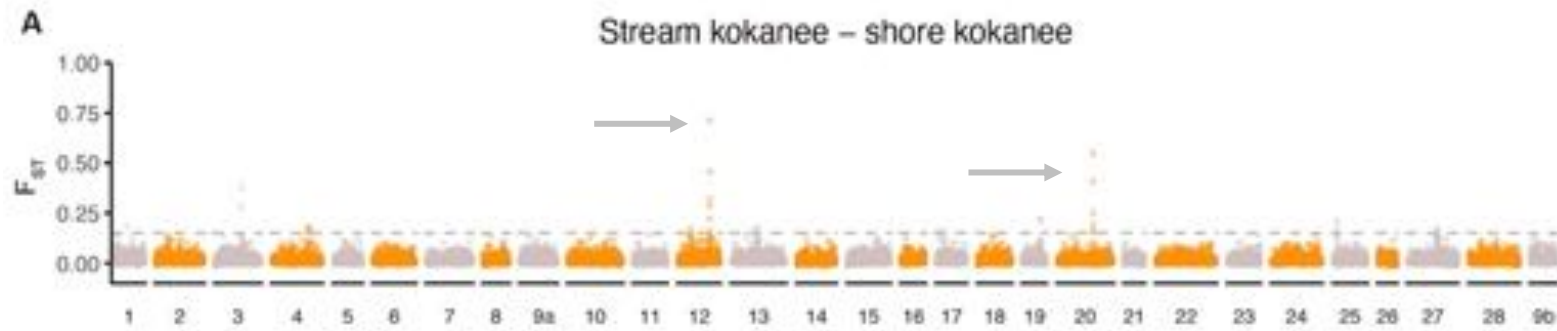 A
Stream kokanee – shore kokanee
1.00
0.75
0.50
0.25
0.00
FST
1 2 3 4 5 6 7 8 9a 10 11 12 13 14 15 16 17 18 19 20 21 22 23 24 25 26 27 28 9b